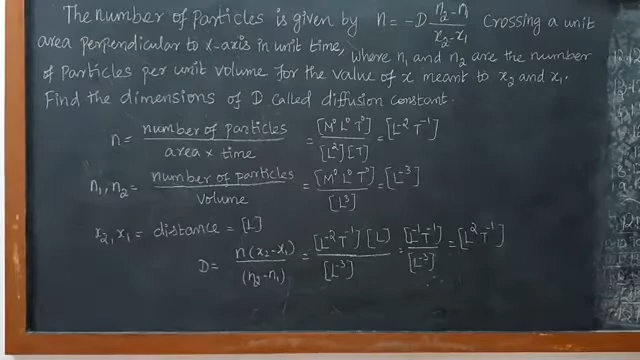 The number of particles is given by n = -D (n₂-n₁)/(x₂-x₁) Crossing a unit
area perpendicular to x-axis in unit time, where n₁ and n₂ are the number
of particles per unit volume for the value of x meant to x₂ and x₁.
Find the dimensions of D called diffusion constant.
n = number of particles / area × time = [M⁰ L⁰ T⁰] / [L²] [T] = [L⁻² T⁻¹]
n₁, n₂ = number of particles / volume = [M⁰ L⁰ T⁰] / [L³] = [L⁻³]
x₂, x₁ = distance = [L]
D = n(x₂-x₁) / (n₂-n₁) = [L⁻² T⁻¹] [L] / [L⁻³] = [L⁻¹ T⁻¹] / [L⁻³] = [L² T⁻¹]